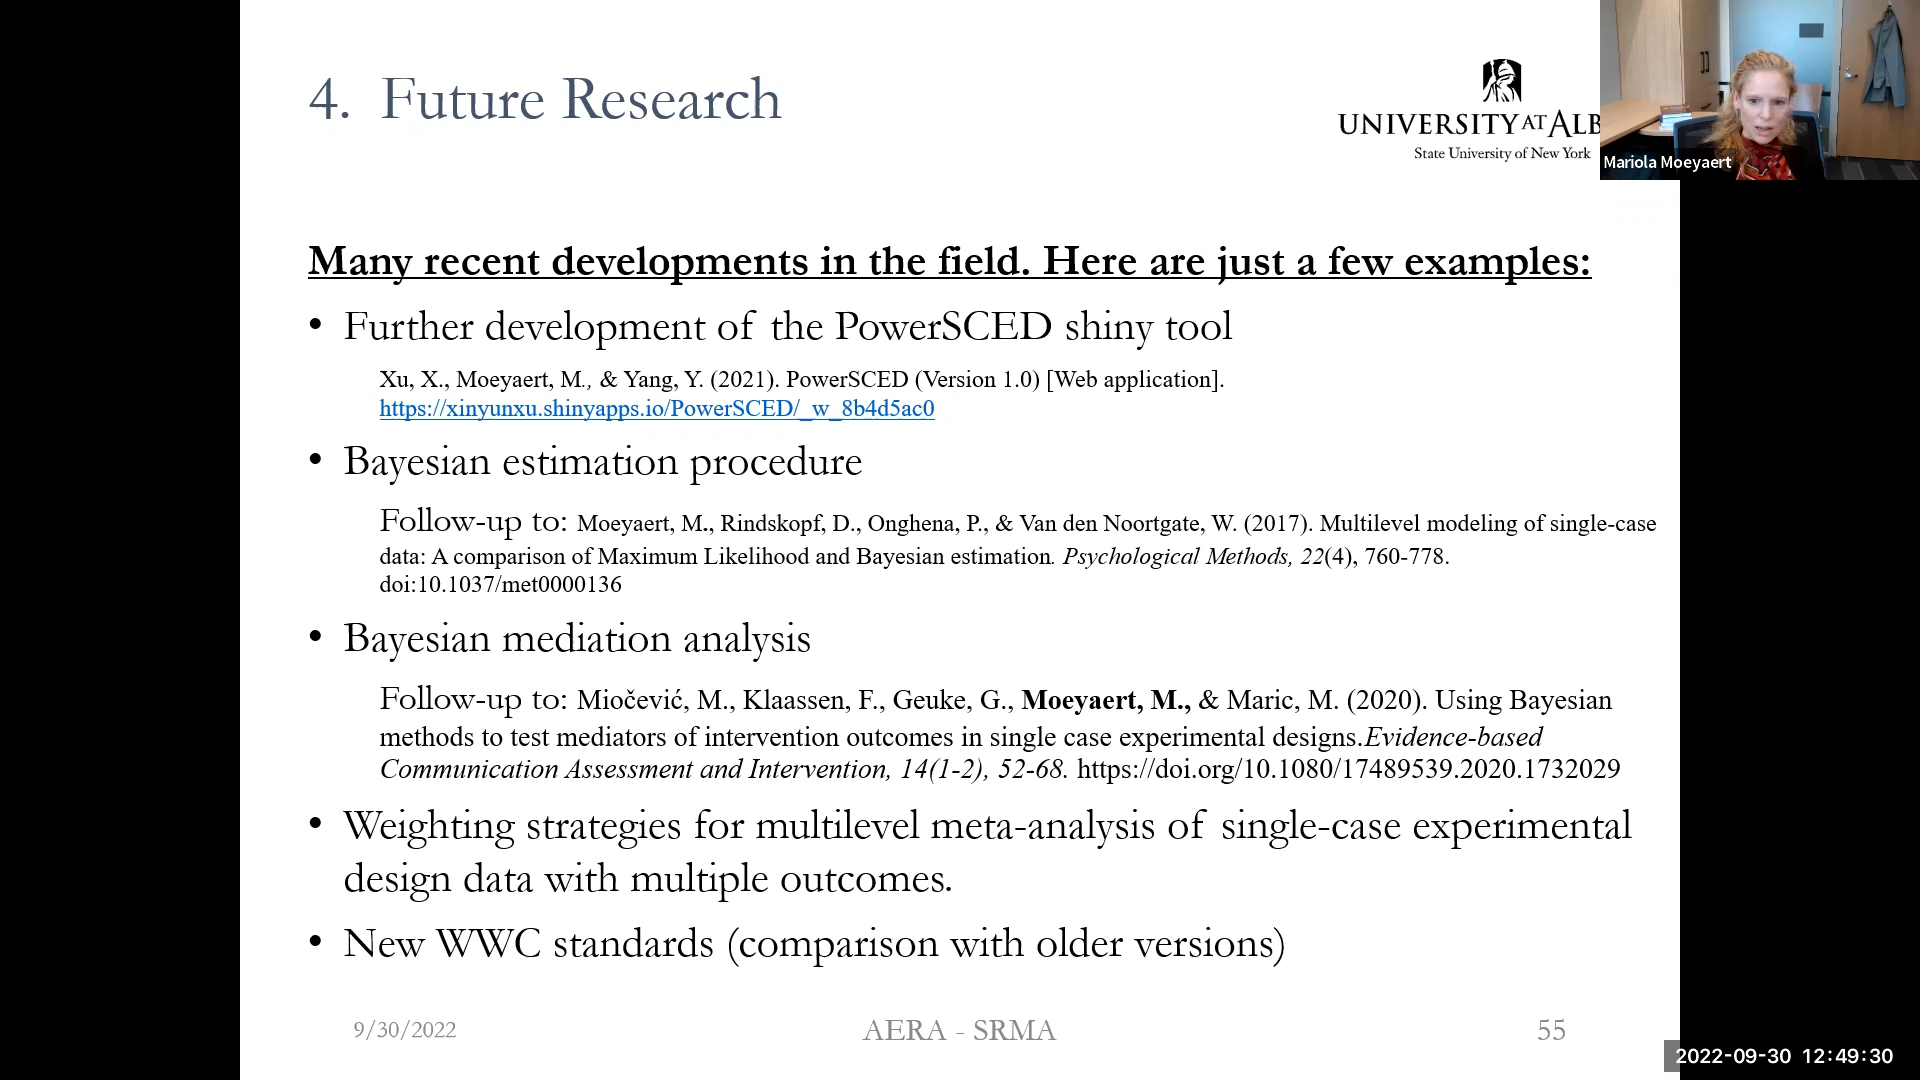 4. Future Research
UNIVERSITY AT ALB
State University of New York
Mariola Moeyaert
Many recent developments in the field. Here are just a few examples:
• Further development of the PowerSCED shiny tool
Xu, X., Moeyaert, M., & Yang, Y. (2021). PowerSCED (Version 1.0) [Web application].
https://xinyunxu.shinyapps.io/PowerSCED/_w_8b4d5ac0
• Bayesian estimation procedure
Follow-up to: Moeyaert, M., Rindskopf, D., Onghena, P., & Van den Noortgate, W. (2017). Multilevel modeling of single-case
data: A comparison of Maximum Likelihood and Bayesian estimation. Psychological Methods, 22(4), 760-778.
doi:10.1037/met0000136
• Bayesian mediation analysis
Follow-up to: Miočević, M., Klaassen, F., Geuke, G., Moeyaert, M., & Maric, M. (2020). Using Bayesian
methods to test mediators of intervention outcomes in single case experimental designs.Evidence-based
Communication Assessment and Intervention, 14(1-2), 52-68. https://doi.org/10.1080/17489539.2020.1732029
• Weighting strategies for multilevel meta-analysis of single-case experimental
design data with multiple outcomes.
• New WWC standards (comparison with older versions)
9/30/2022
AERA - SRMA
55
2022-09-30 12:49:30